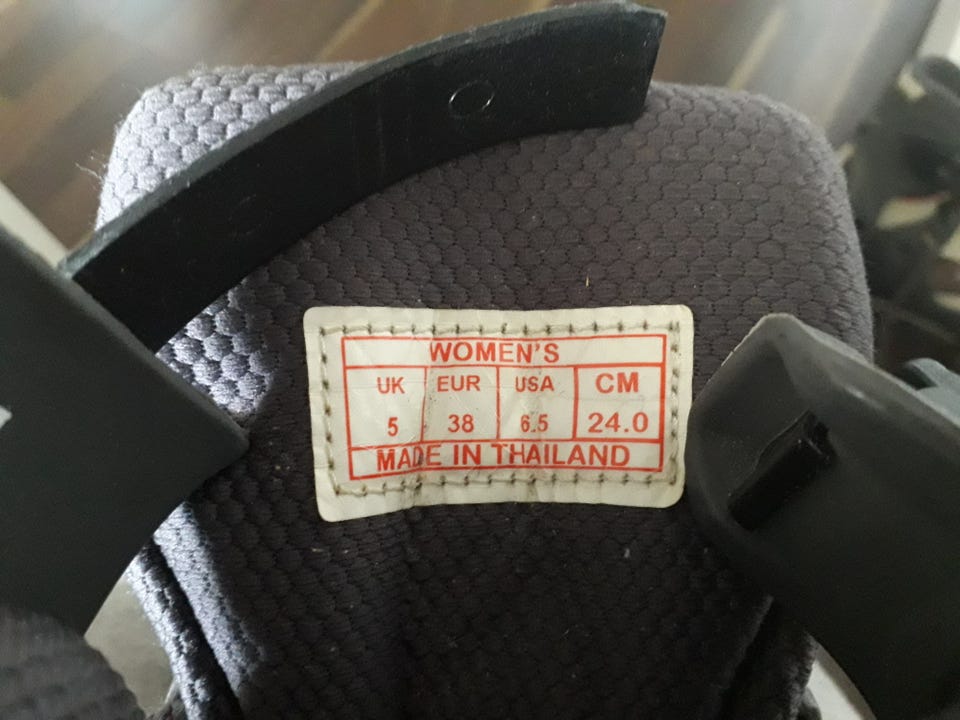 WOMEN'S
UK EUR USA CM
5 38 6.5 24.0
MADE IN THAILAND